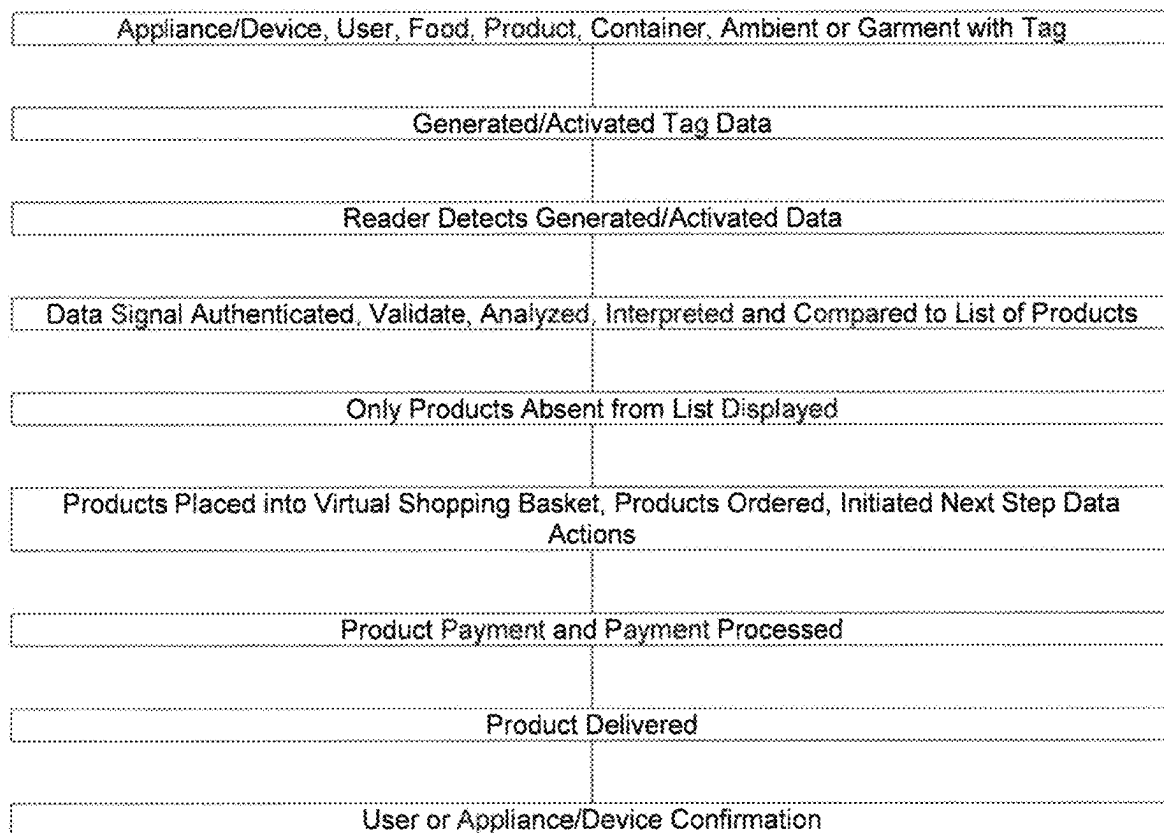 Appliance/Device, User, Food, Product, Container, Ambient or Garment with Tag
Generated/Activated Tag Data
Reader Detects Generated/Activated Data
Data Signal Authenticated, Validate, Analyzed, Interpreted and Compared to List of Products
Only Products Absent from List Displayed
Products Placed into Virtual Shopping Basket, Products Ordered, Initiated Next Step Data
Actions
Product Payment and Payment Processed
Product Delivered
User or Appliance/Device Confirmation